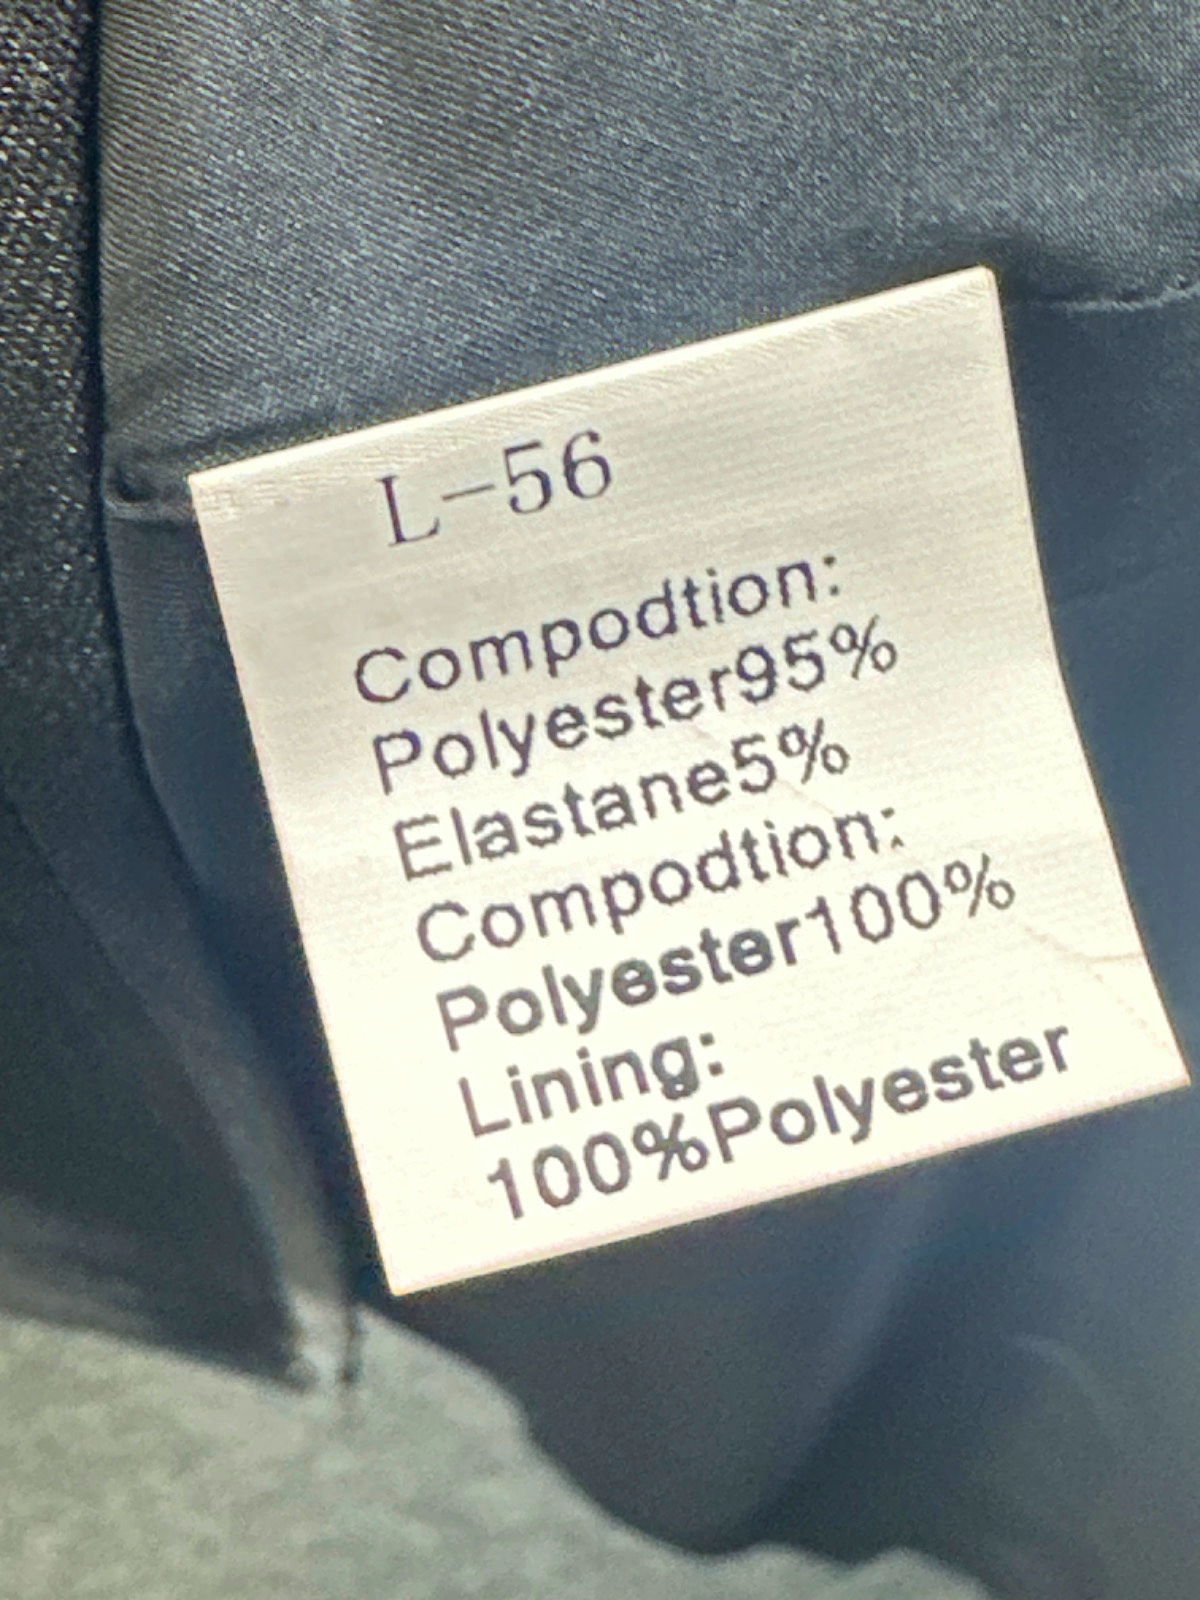 L-56
Compodtion:
Polyester95%
Elastane5%
Compodtion:
Polyester100%
Lining:
100%Polyester